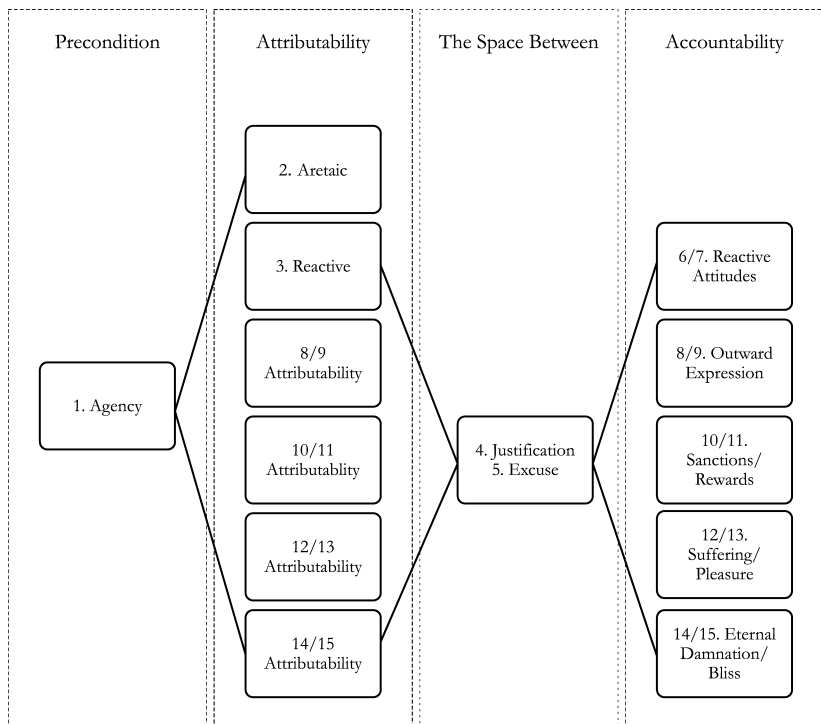 Precondition
Attributability
The Space Between
Accountability
1. Agency
2. Aretaic
3. Reactive
8/9
Attributability
10/11
Attributablity
12/13
Attributability
14/15
Attributability
4. Justification
5. Excuse
6/7. Reactive
Attitudes
8/9. Outward
Expression
10/11.
Sanctions/
Rewards
12/13.
Suffering/
Pleasure
14/15. Eternal
Damnation/
Bliss